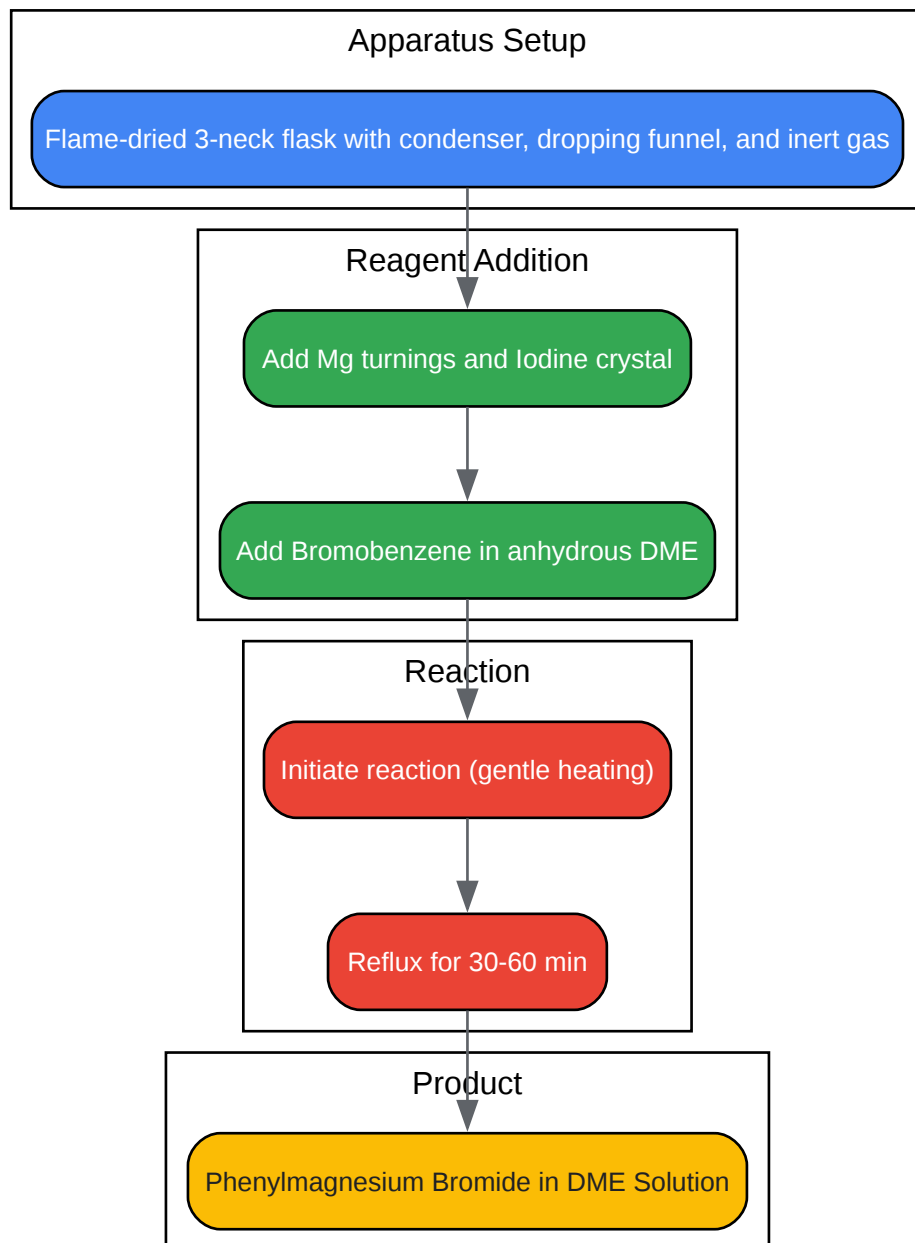 Apparatus Setup
Flame-dried 3-neck flask with condenser, dropping funnel, and inert gas
Reagent Addition
Add Mg turnings and Iodine crystal
Add Bromobenzene in anhydrous DME
Reaction
Initiate reaction (gentle heating)
Reflux for 30-60 min
Product
Phenylmagnesium Bromide in DME Solution